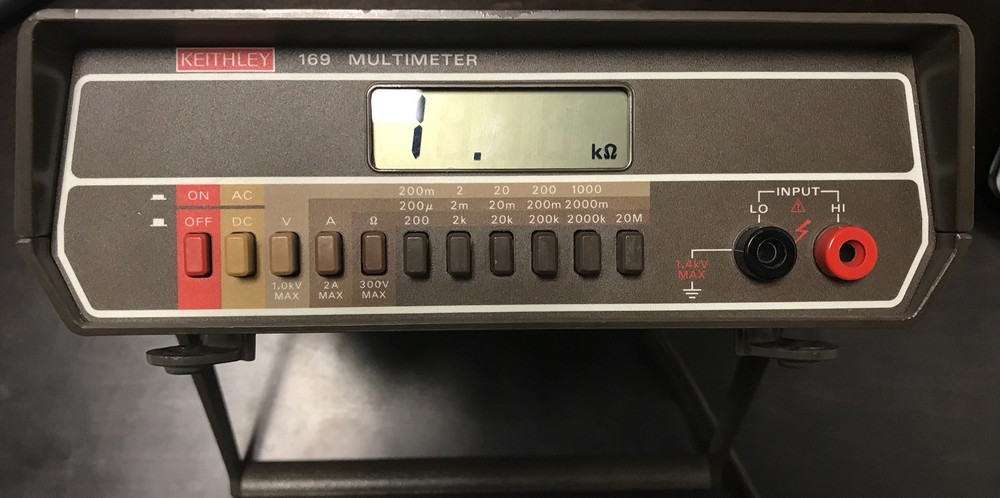 KEITHLEY 169 MULTIMETER
1. kΩ
ON AC 200m 2 20 200 1000
200µ 2m 20m 200m 2000m
OFF DC V A Ω 200 2k 20k 200k 2000k 20M
1.0kV MAX
2A MAX
300V MAX
INPUT
LO HI
1.4kV
MAX